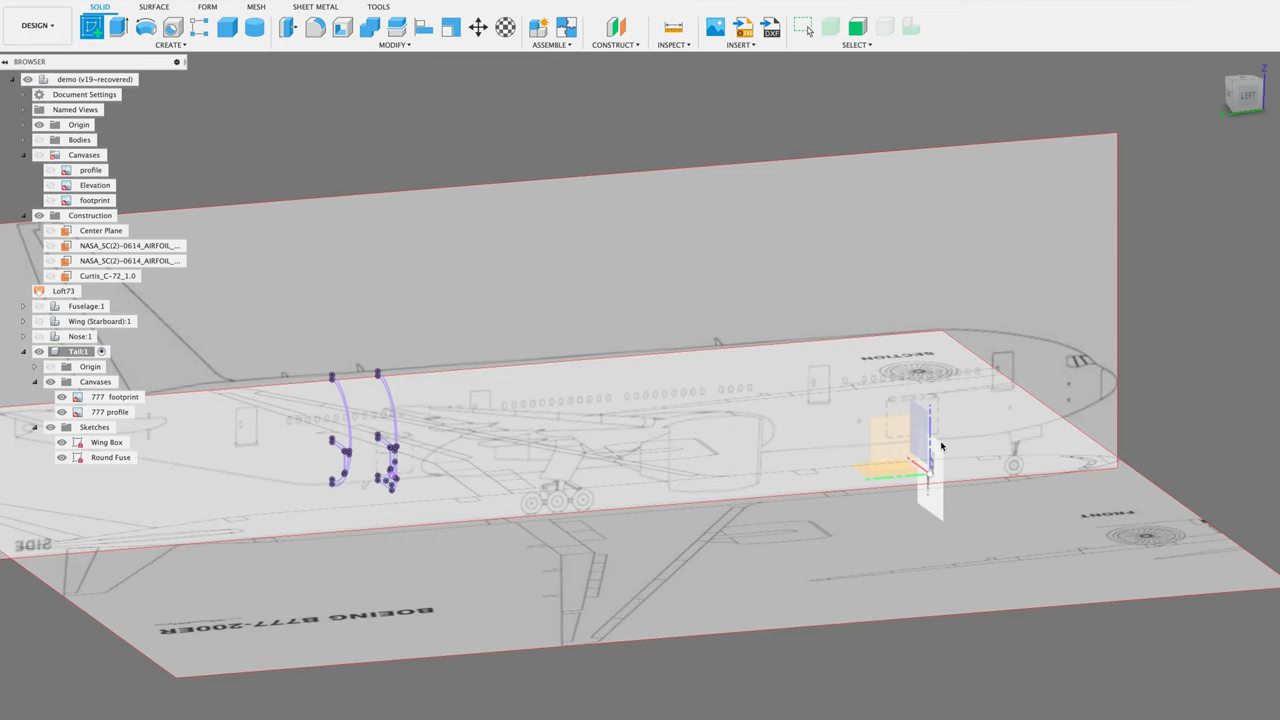 SOLID SURFACE FORM MESH SHEET METAL TOOLS
DESIGN
CREATE MODIFY ASSEMBLE CONSTRUCT INSPECT INSERT SELECT
BROWSER
demo (v19~recovered)
Document Settings
Named Views
Origin
Bodies
Canvases
profile
Elevation
footprint
Construction
Center Plane
NASA_SC(2)-0614_AIRFOIL_...
NASA_SC(2)-0614_AIRFOIL_...
Curtis_C-72_1.0
Loft73
Fuselage:1
Wing (Starboard):1
Nose:1
Tail:1
Origin
Canvases
777 footprint
777 profile
Sketches
Wing Box
Round Fuse
Z
LEFT
SECTION
FRONT
SIDE
BOEING B777-200ER